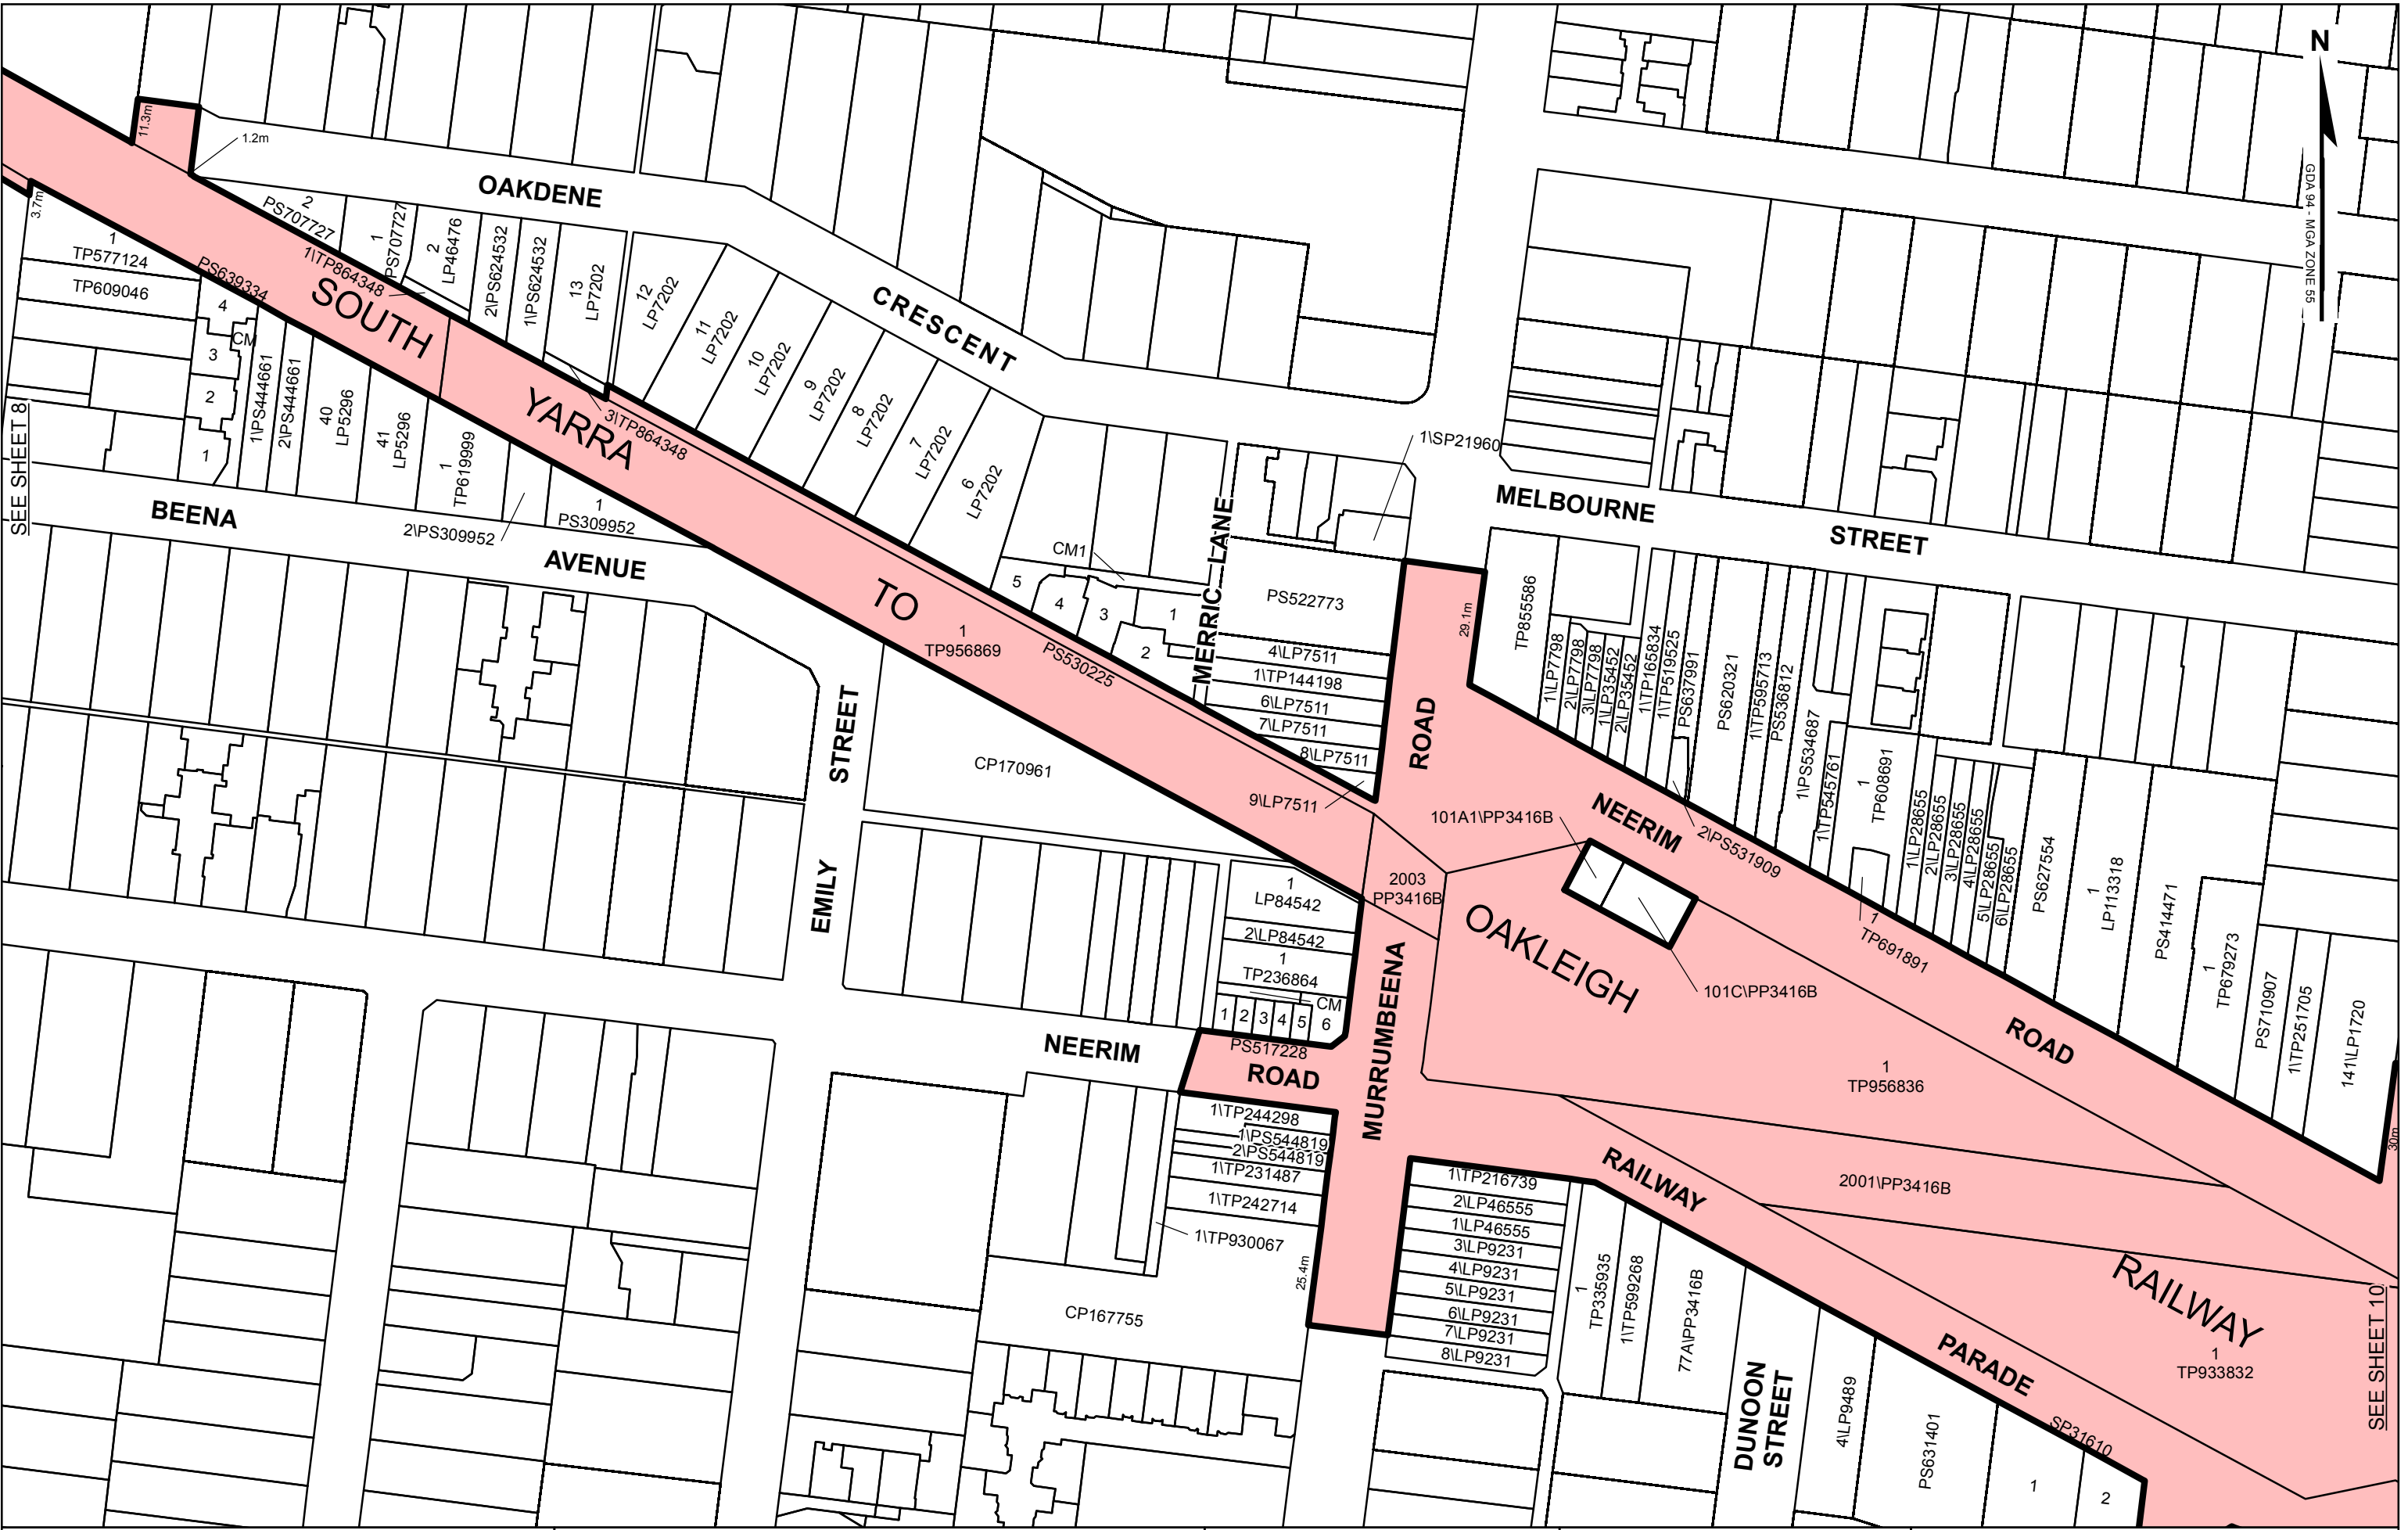 N
GDA 94 - MGA ZONE 55
11.3m
1.2m
3.7m
OAKDENE
CRESCENT
2
PS707727
1
PS707727
2
LP46476
2\PS624532
1\PS624532
13
LP7202
12
LP7202
11
LP7202
10
LP7202
9
LP7202
8
LP7202
7
LP7202
6
LP7202
1\TP864348
3\TP864348
1
TP577124
TP609046
PS639334
4
CM
3
2
1
1\PS444661
2\PS444661
40
LP5296
41
LP5296
1
TP619999
2\PS309952
1
PS309952
SOUTH
YARRA
TO
OAKLEIGH
RAILWAY
SEE SHEET 8
BEENA
AVENUE
1
TP956869
PS530225
CM1
5
4
3
1
2
MERRIC LANE
1\SP21960
PS522773
4\LP7511
1\TP144198
6\LP7511
7\LP7511
8\LP7511
9\LP7511
29.1m
ROAD
MELBOURNE
STREET
TP855586
1\LP7798
2\LP7798
3\LP7798
1\LP35452
2\LP35452
1\TP165834
1\TP519525
PS637991
PS620321
1\TP595713
PS536812
1\PS534687
1\TP545761
1
TP608691
1\LP28655
2\LP28655
3\LP28655
4\LP28655
5\LP28655
6\LP28655
PS627554
1
LP113318
PS414471
1
TP679273
PS710907
1\TP251705
141\LP1720
30m
2\PS531909
1
TP691891
NEERIM
ROAD
101A1\PP3416B
101C\PP3416B
2003
PP3416B
EMILY
STREET
CP170961
1
LP84542
2\LP84542
1
TP236864
CM
1
2
3
4
5
6
PS517228
NEERIM
ROAD
MURRUMBEENA
1
TP956836
2001\PP3416B
1\TP244298
1\PS544819
2\PS544819
1\TP231487
1\TP242714
1\TP930067
25.4m
CP167755
1\TP216739
2\LP46555
1\LP46555
3\LP9231
4\LP9231
5\LP9231
6\LP9231
7\LP9231
8\LP9231
RAILWAY
PARADE
1
TP335935
1\TP599268
77A\PP3416B
DUNOON
STREET
4\LP9489
PS631401
1
2
SP31610
1
TP933832
SEE SHEET 10